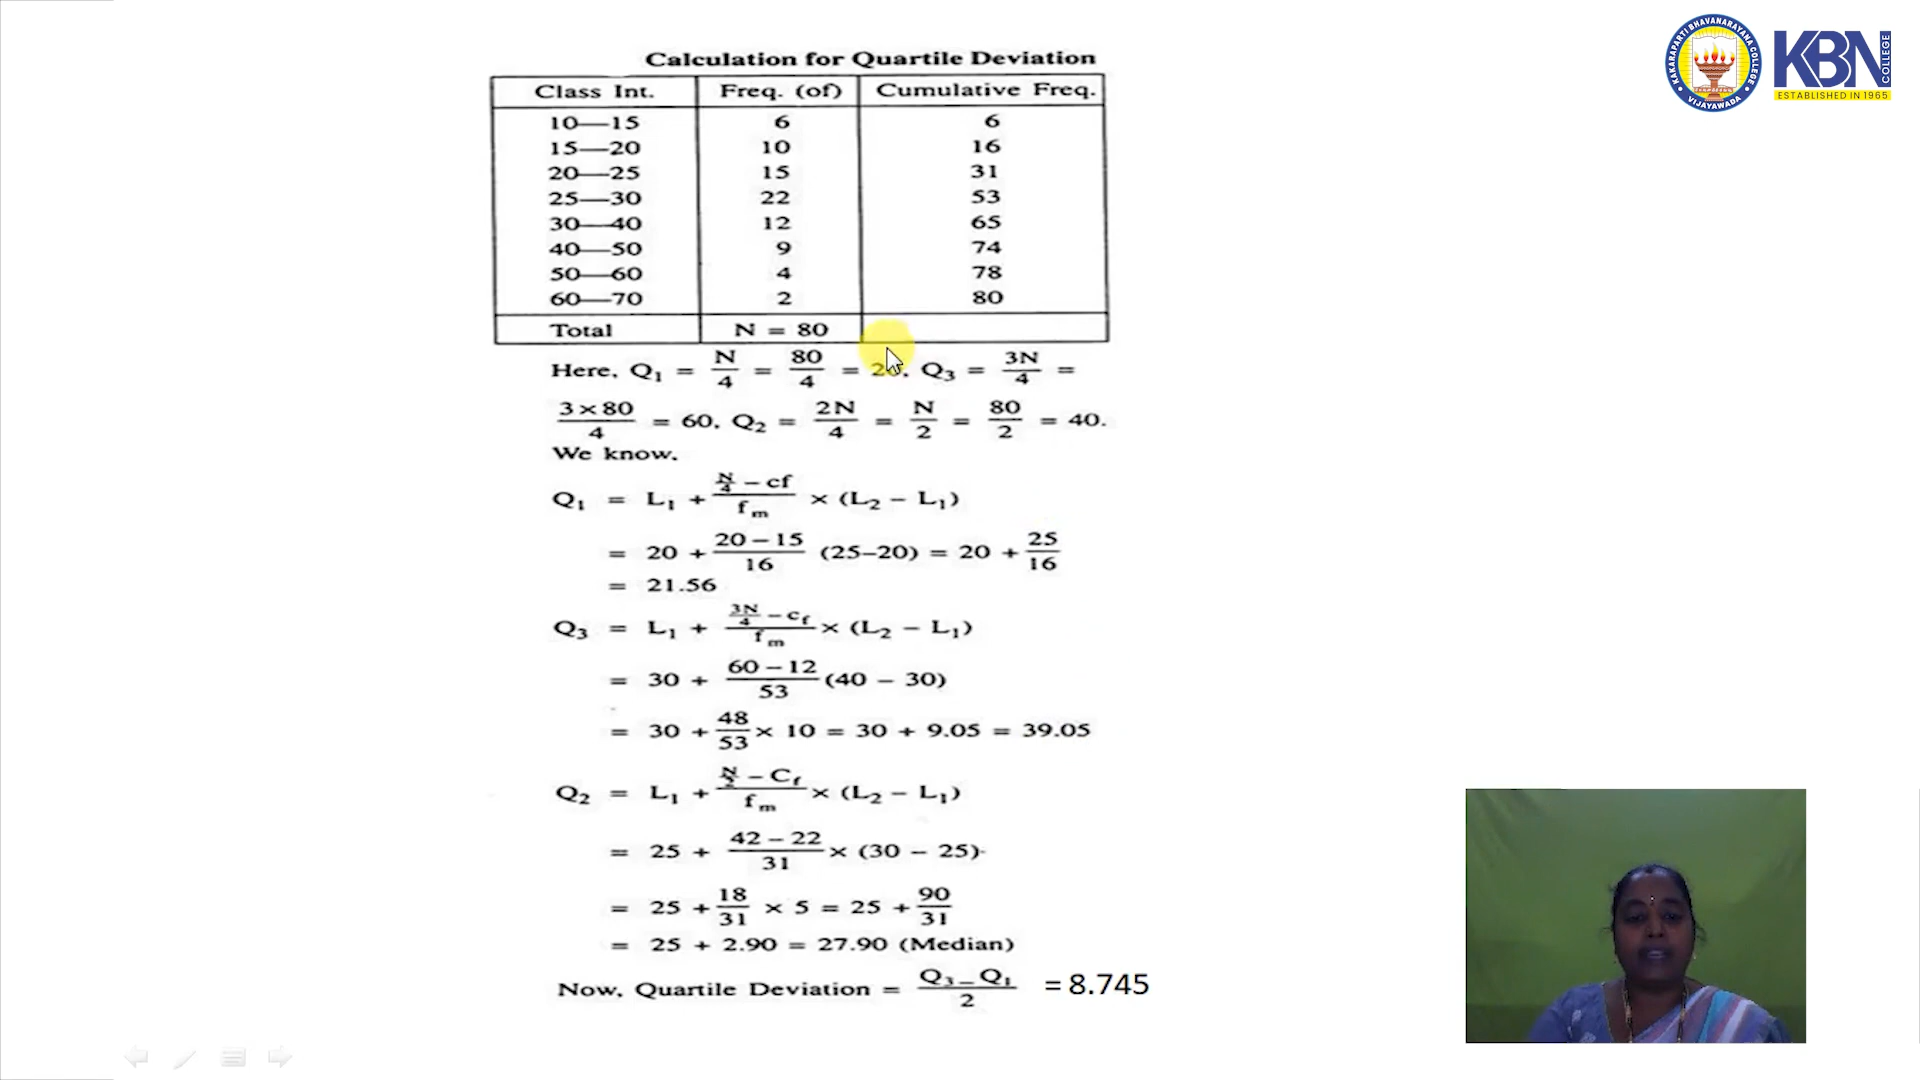 KAKARAPARTI BHAVANARAYANA COLLEGE
VIJAYAWADA
KBN
COLLEGE
ESTABLISHED IN 1965
Calculation for Quartile Deviation
Class Int. Freq. (of) Cumulative Freq.
10—15 6 6
15—20 10 16
20—25 15 31
25—30 22 53
30—40 12 65
40—50 9 74
50—60 4 78
60—70 2 80
Total N = 80
Here, Q1 = N/4 = 80/4 = 20, Q3 = 3N/4 =
3 × 80/4 = 60, Q2 = 2N/4 = N/2 = 80/2 = 40.
We know,
Q1 = L1 + (N/4 – cf)/fm × (L2 – L1)
= 20 + (20 – 15)/16 (25–20) = 20 + 25/16
= 21.56
Q3 = L1 + (3N/4 – cf)/fm × (L2 – L1)
= 30 + (60 – 12)/53 (40 – 30)
= 30 + 48/53 × 10 = 30 + 9.05 = 39.05
Q2 = L1 + (N/2 – Cf)/fm × (L2 – L1)
= 25 + (42 – 22)/31 × (30 – 25)
= 25 + 18/31 × 5 = 25 + 90/31
= 25 + 2.90 = 27.90 (Median)
Now, Quartile Deviation = (Q3 – Q1)/2 = 8.745